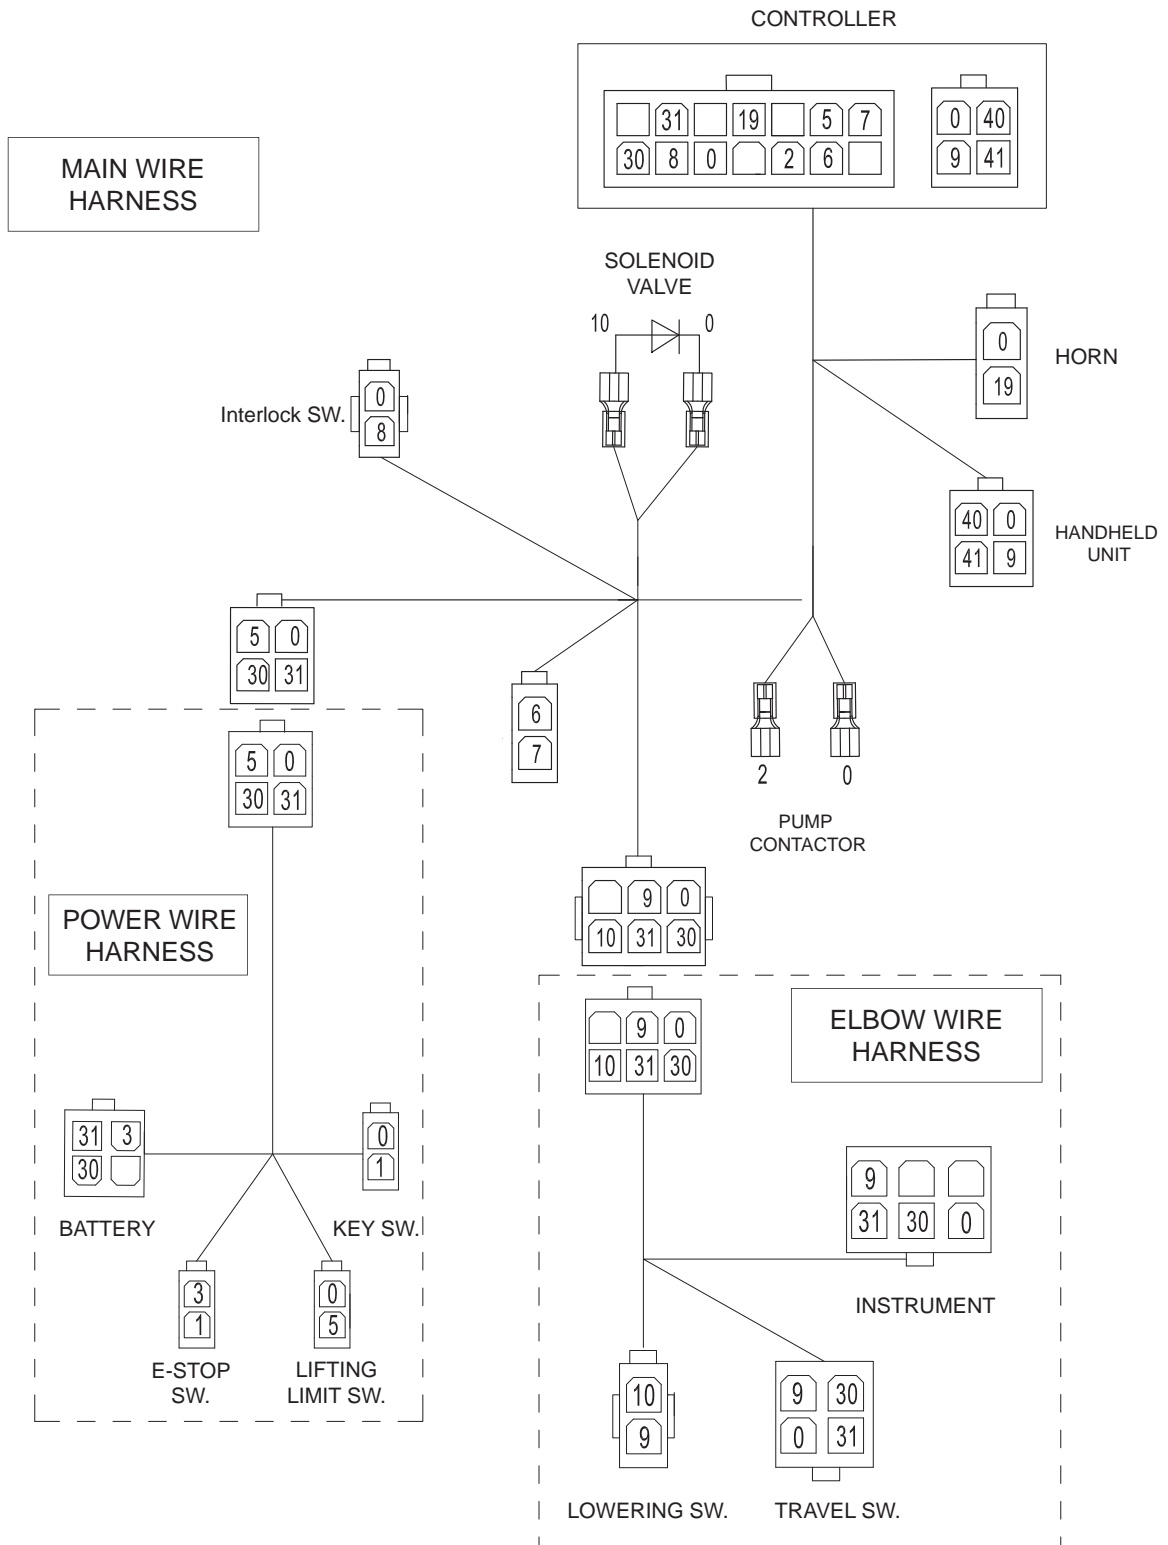 CONTROLLER
31 19 5 7
30 8 0 2 6
0 40
9 41
MAIN WIRE
HARNESS
SOLENOID
VALVE
10 0
HORN
0
19
Interlock SW.
0
8
HANDHELD
UNIT
40 0
41 9
5 0
30 31
6
7
2 0
PUMP
CONTACTOR
5 0
30 31
9 0
10 31 30
POWER WIRE
HARNESS
ELBOW WIRE
HARNESS
9 0
10 31 30
31 3
30
BATTERY
0
1
KEY SW.
3
1
E-STOP
SW.
0
5
LIFTING
LIMIT SW.
9
31 30 0
INSTRUMENT
10
9
LOWERING SW.
9 30
0 31
TRAVEL SW.